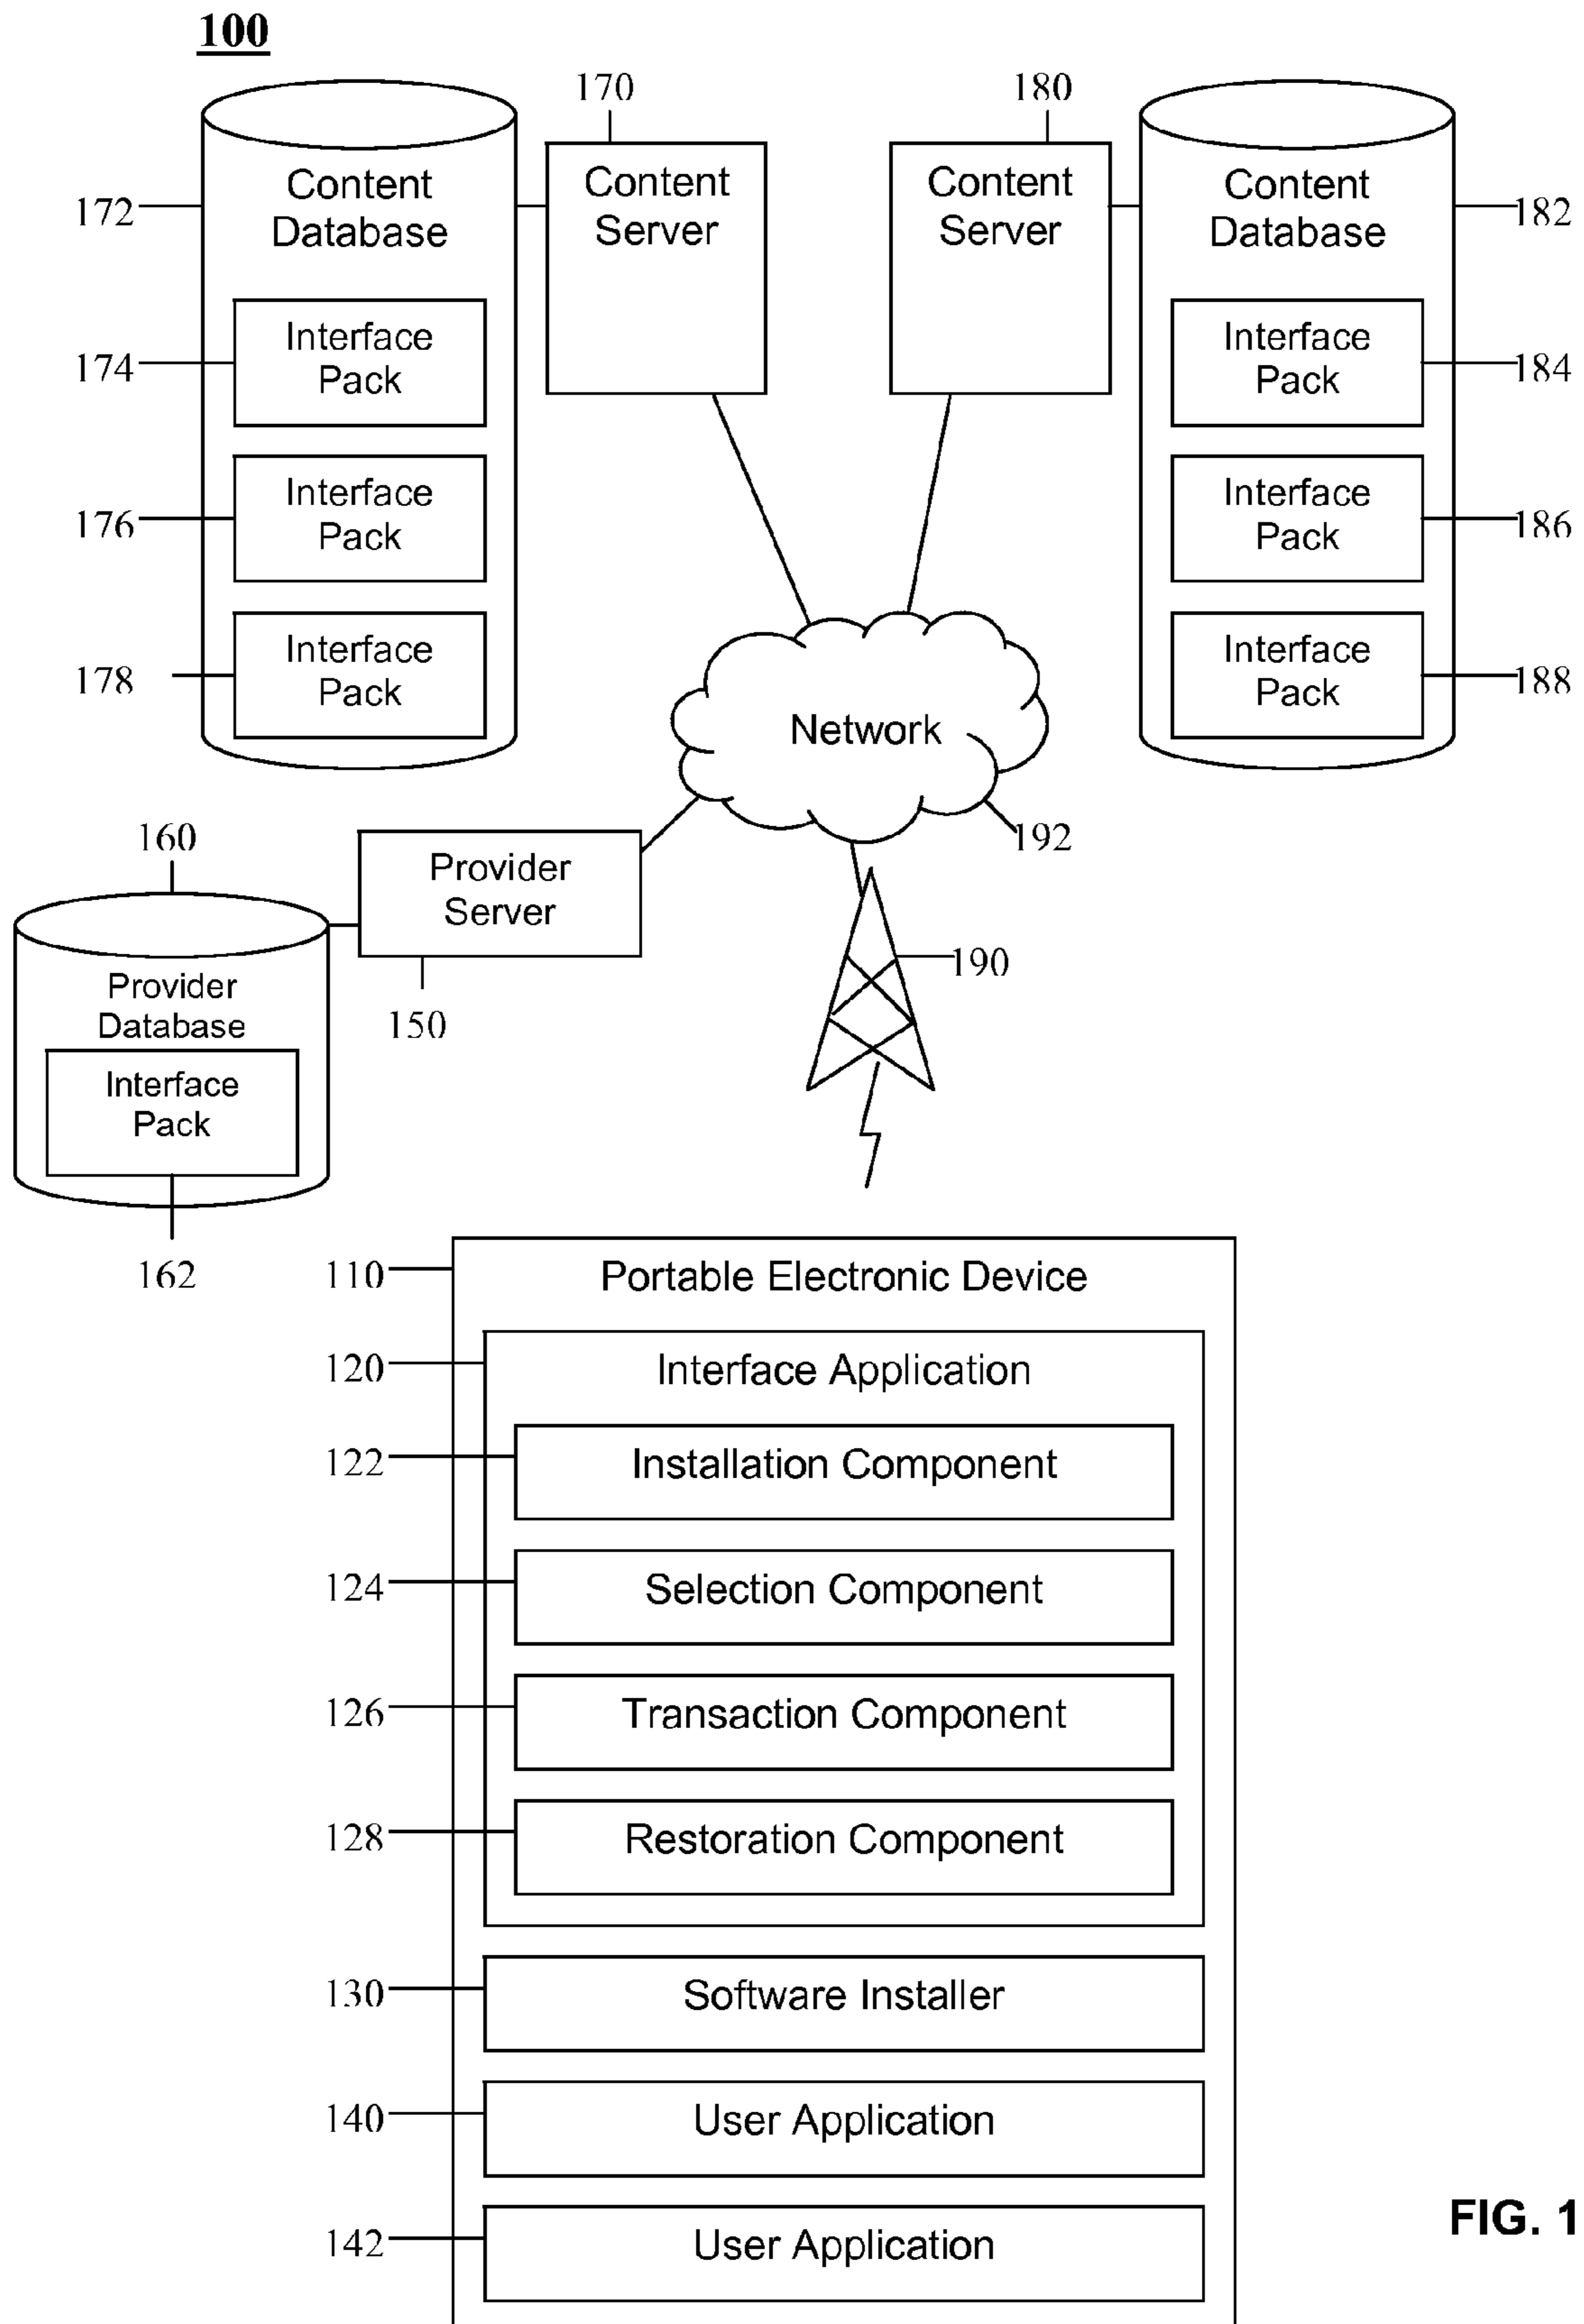 100
170
180
Content
Database
Content
Server
Content
Server
Content
Database
172
182
Interface
Pack
174
Interface
Pack
184
Interface
Pack
176
Interface
Pack
186
Interface
Pack
178
Interface
Pack
188
Network
192
160
Provider
Server
190
Provider
Database
150
Interface
Pack
162
110
Portable Electronic Device
120
Interface Application
122
Installation Component
124
Selection Component
126
Transaction Component
128
Restoration Component
130
Software Installer
140
User Application
142
User Application
FIG. 1